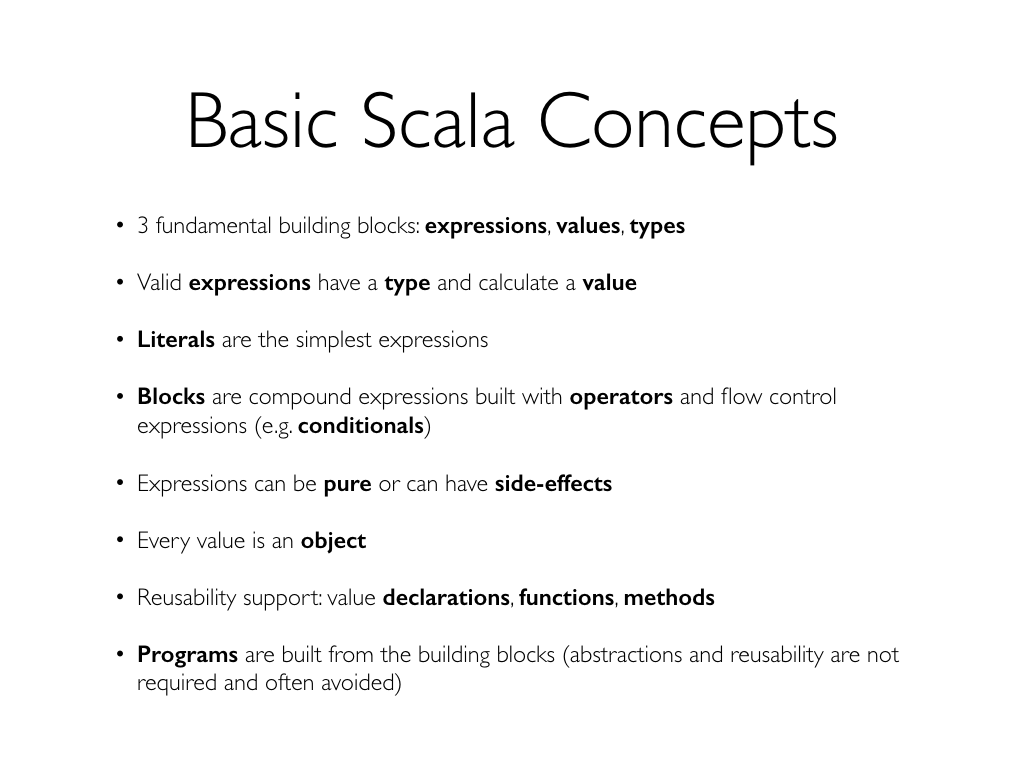 Basic Scala Concepts
• 3 fundamental building blocks: expressions, values, types
• Valid expressions have a type and calculate a value
• Literals are the simplest expressions
• Blocks are compound expressions built with operators and flow control
expressions (e.g. conditionals)
• Expressions can be pure or can have side-effects
• Every value is an object
• Reusability support: value declarations, functions, methods
• Programs are built from the building blocks (abstractions and reusability are not
required and often avoided)